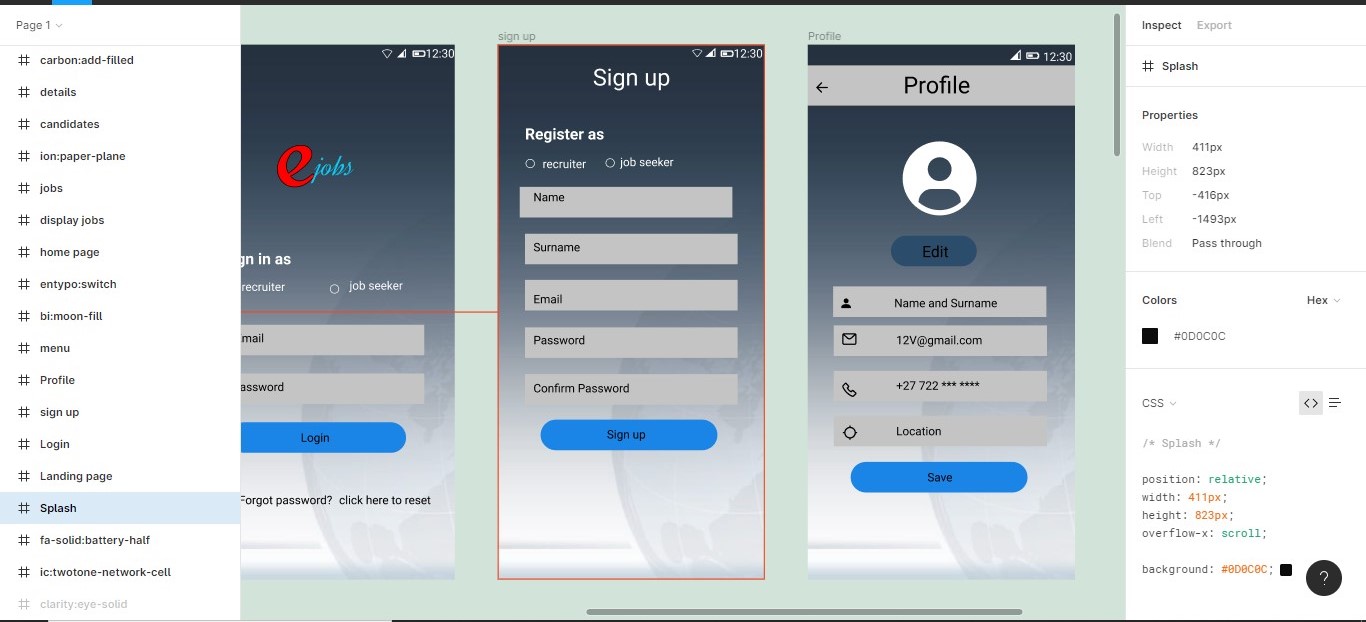 Page 1
carbon:add-filled
details
candidates
ion:paper-plane
jobs
display jobs
home page
entypo:switch
bi:moon-fill
menu
Profile
sign up
Login
Landing page
Splash
fa-solid:battery-half
ic:twotone-network-cell
clarity:eye-solid
12:30
e jobs
gn in as
recruiter
job seeker
mail
assword
Login
Forgot password? click here to reset
sign up
12:30
Sign up
Register as
recruiter
job seeker
Name
Surname
Email
Password
Confirm Password
Sign up
Profile
12:30
Profile
Edit
Name and Surname
12V@gmail.com
+27 722 *** ****
Location
Save
Inspect Export
Splash
Properties
Width 411px
Height 823px
Top -416px
Left -1493px
Blend Pass through
Colors Hex
#0D0C0C
CSS
/* Splash */
position: relative;
width: 411px;
height: 823px;
overflow-x: scroll;
background: #0D0C0C;
?